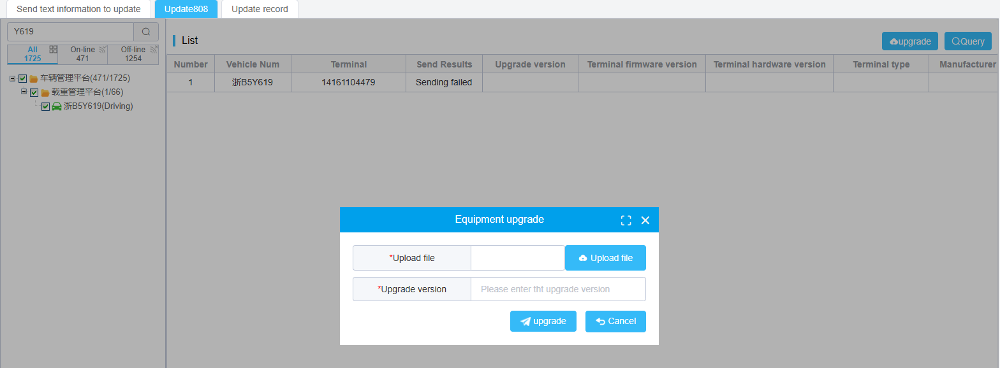 Send text information to update
Update808
Update record
Y619
All
1725
On-line
471
Off-line
1254
车辆管理平台(471/1725)
载重管理平台(1/66)
浙B5Y619(Driving)
List
upgrade
Query
Number
Vehicle Num
Terminal
Send Results
Upgrade version
Terminal firmware version
Terminal hardware version
Terminal type
Manufacturer
1
浙B5Y619
14161104479
Sending failed
Equipment upgrade
*Upload file
Upload file
*Upgrade version
Please enter tht upgrade version
upgrade
Cancel